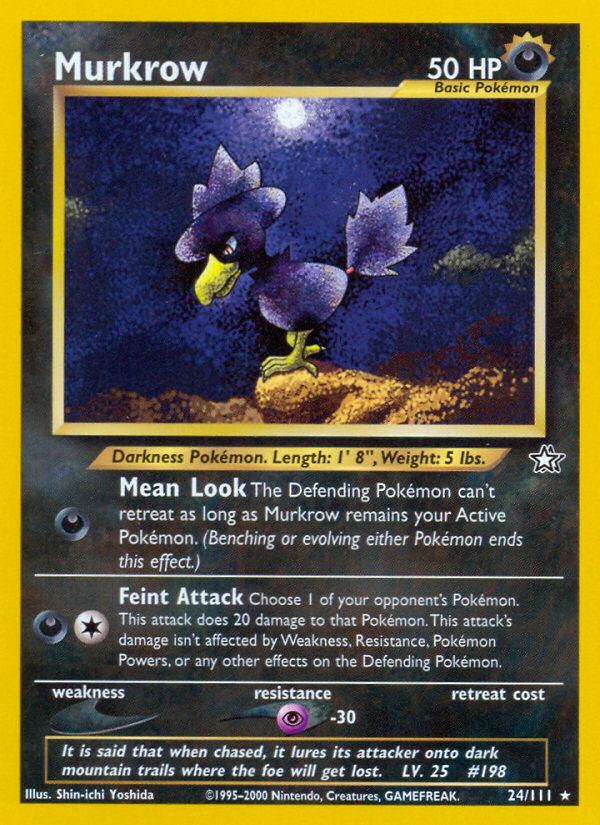 Murkrow
50 HP
Basic Pokémon
Darkness Pokémon. Length: 1' 8", Weight: 5 lbs.
Mean Look The Defending Pokémon can't
retreat as long as Murkrow remains your Active
Pokémon. (Benching or evolving either Pokémon ends
this effect.)
Feint Attack Choose 1 of your opponent's Pokémon.
This attack does 20 damage to that Pokémon. This attack's
damage isn't affected by Weakness, Resistance, Pokémon
Powers, or any other effects on the Defending Pokémon.
weakness resistance retreat cost
-30
It is said that when chased, it lures its attacker onto dark
mountain trails where the foe will get lost. LV. 25 #198
Illus. Shin-ichi Yoshida ©1995-2000 Nintendo, Creatures, GAMEFREAK. 24/111 ★